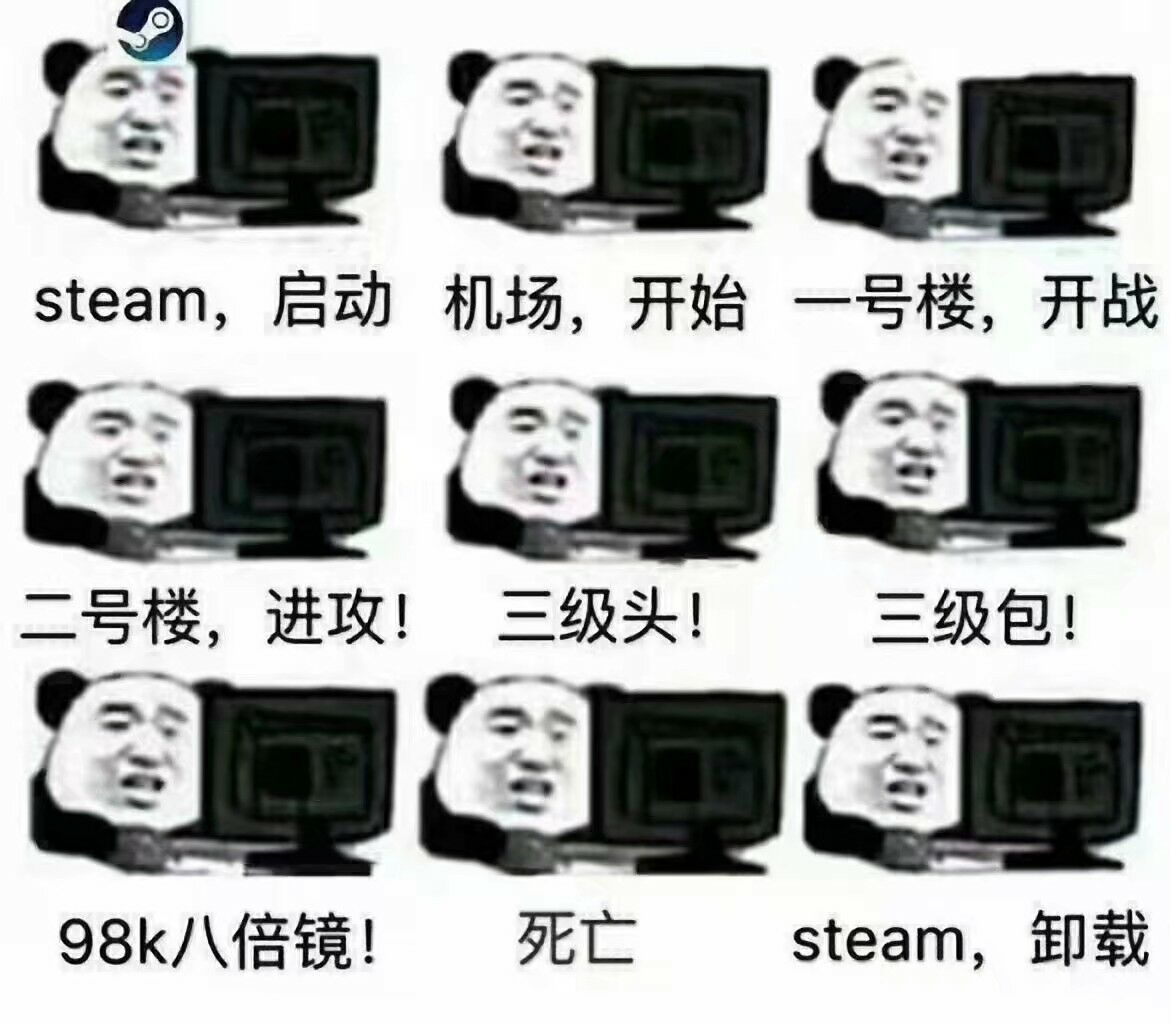 steam，启动
机场，开始
一号楼，开战
二号楼，进攻！
三级头！
三级包！
98k八倍镜！
死亡
steam，卸载